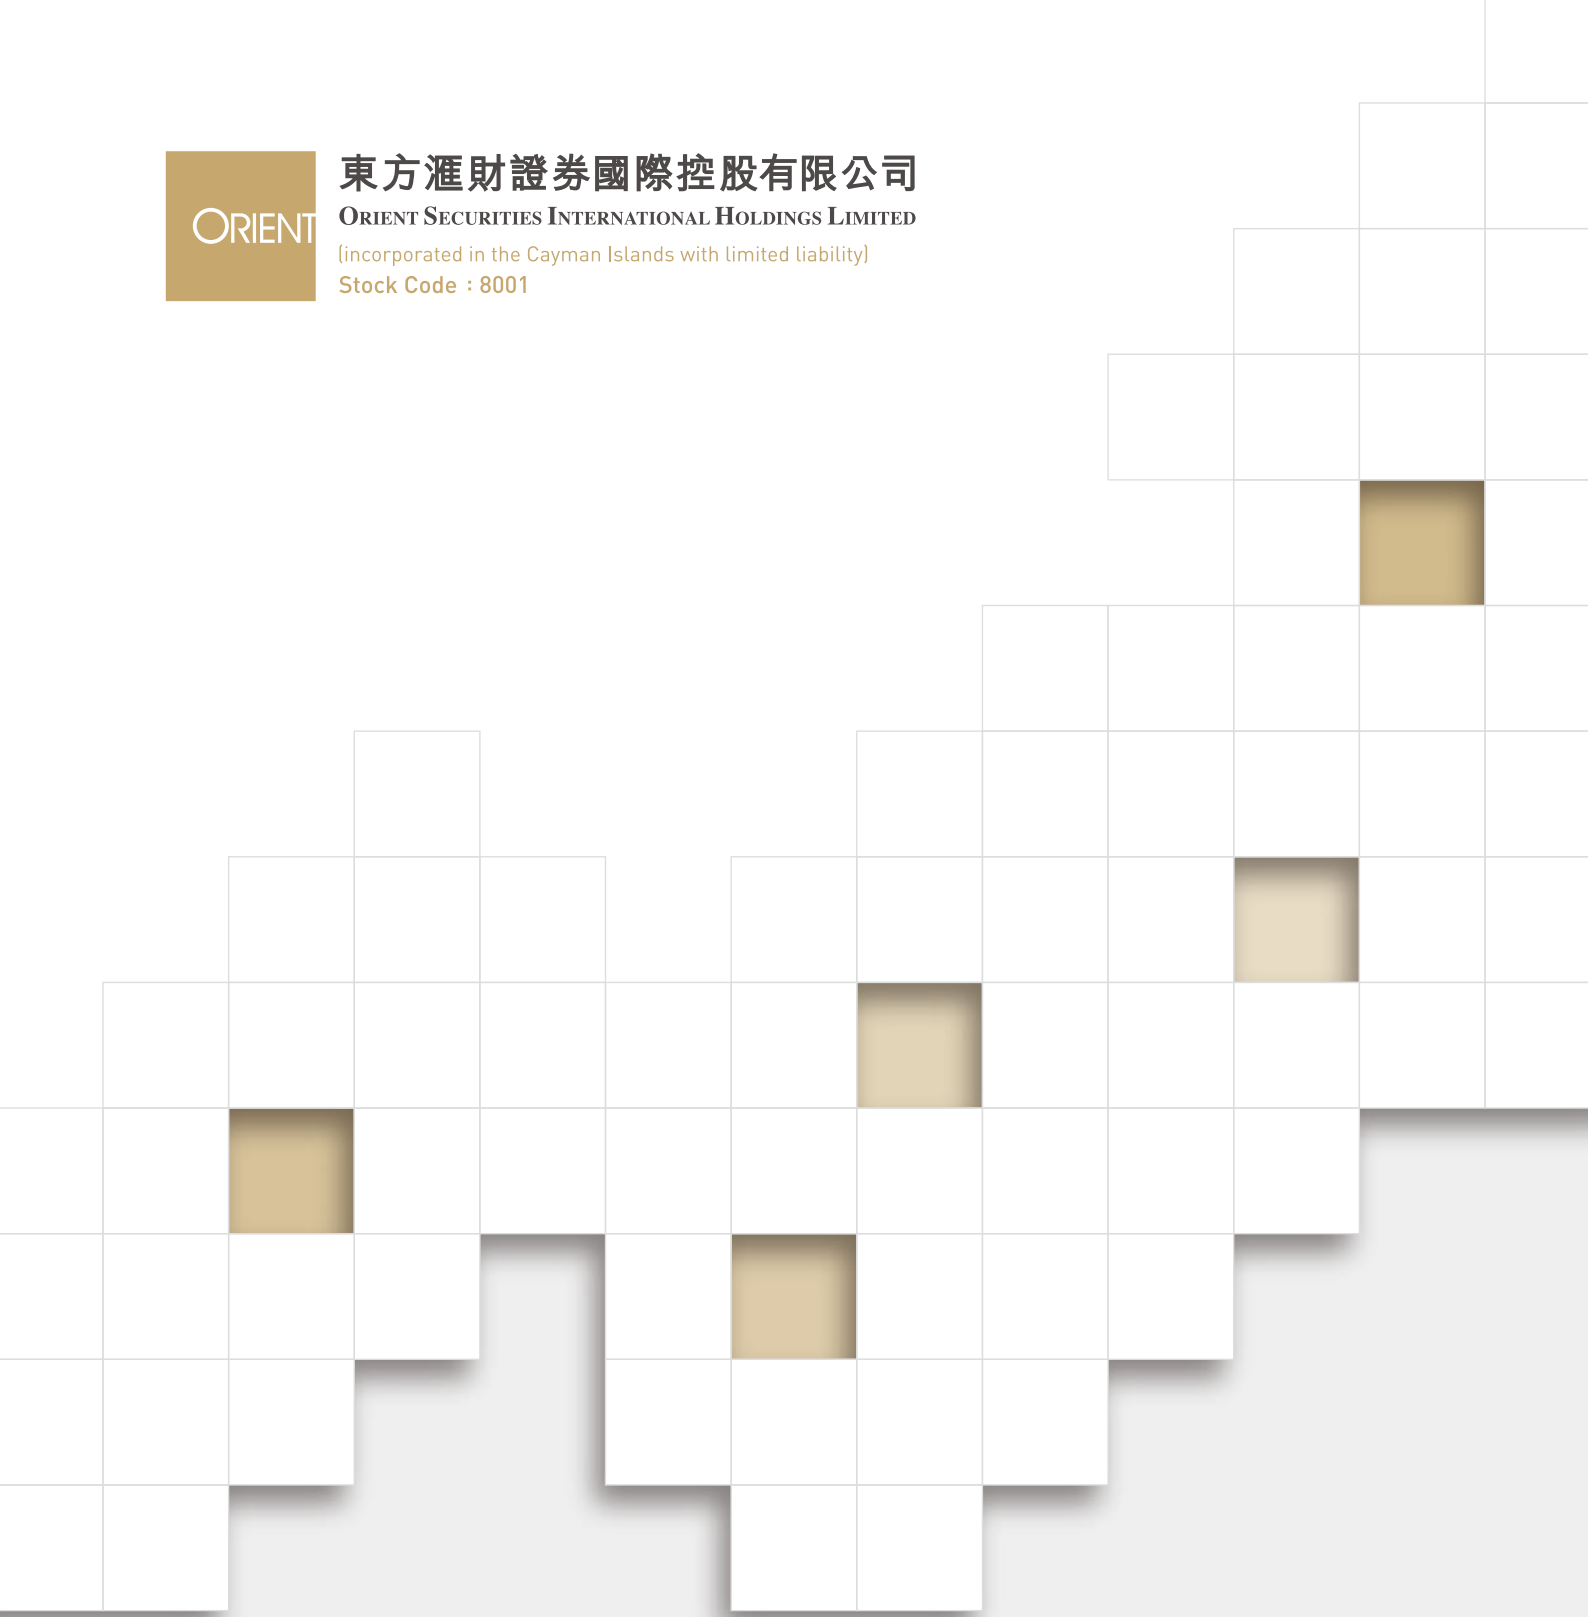 ORIENT
東方滙財證券國際控股有限公司
ORIENT SECURITIES INTERNATIONAL HOLDINGS LIMITED
(incorporated in the Cayman Islands with limited liability)
Stock Code：8001